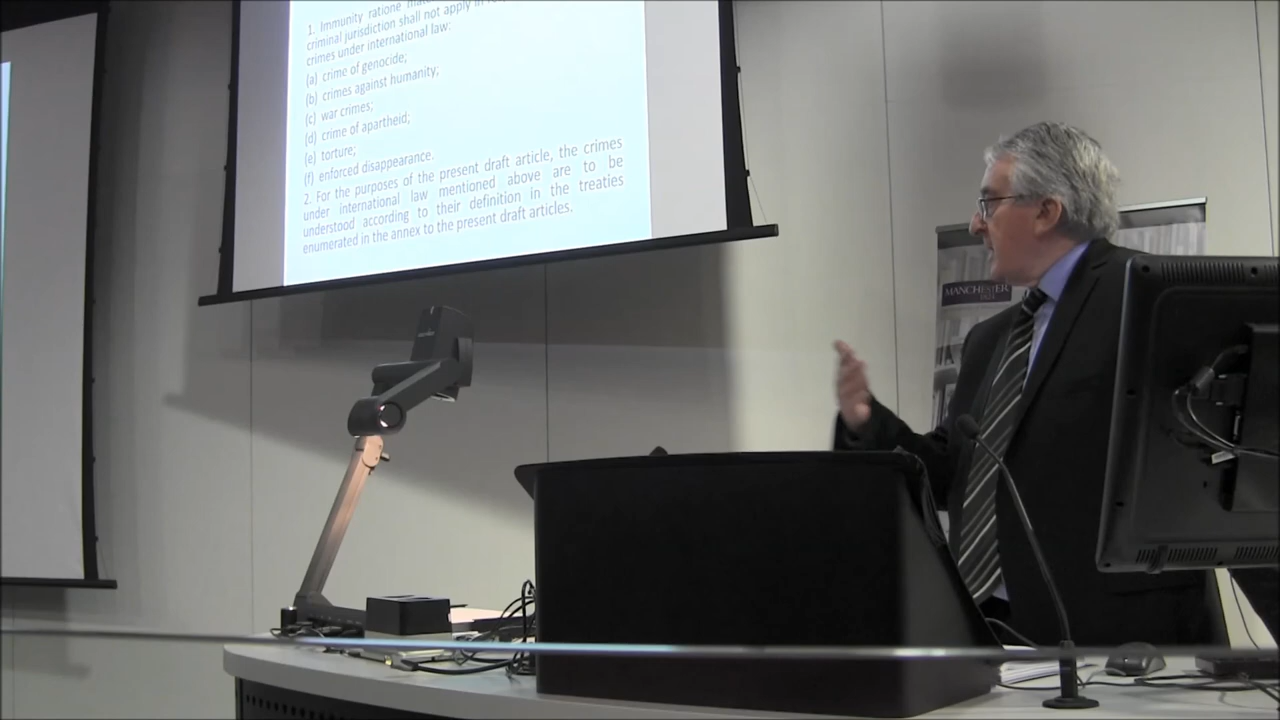 1. Immunity ratione
criminal jurisdiction shall not apply in
crimes under international law:
(a) crime of genocide;
(b) crimes against humanity;
(c) war crimes;
(d) crime of apartheid;
(e) torture;
(f) enforced disappearance.
2. For the purposes of the present draft article, the crimes
under international law mentioned above are to be
understood according to their definition in the treaties
enumerated in the annex to the present draft articles.
MANCHESTER
1824